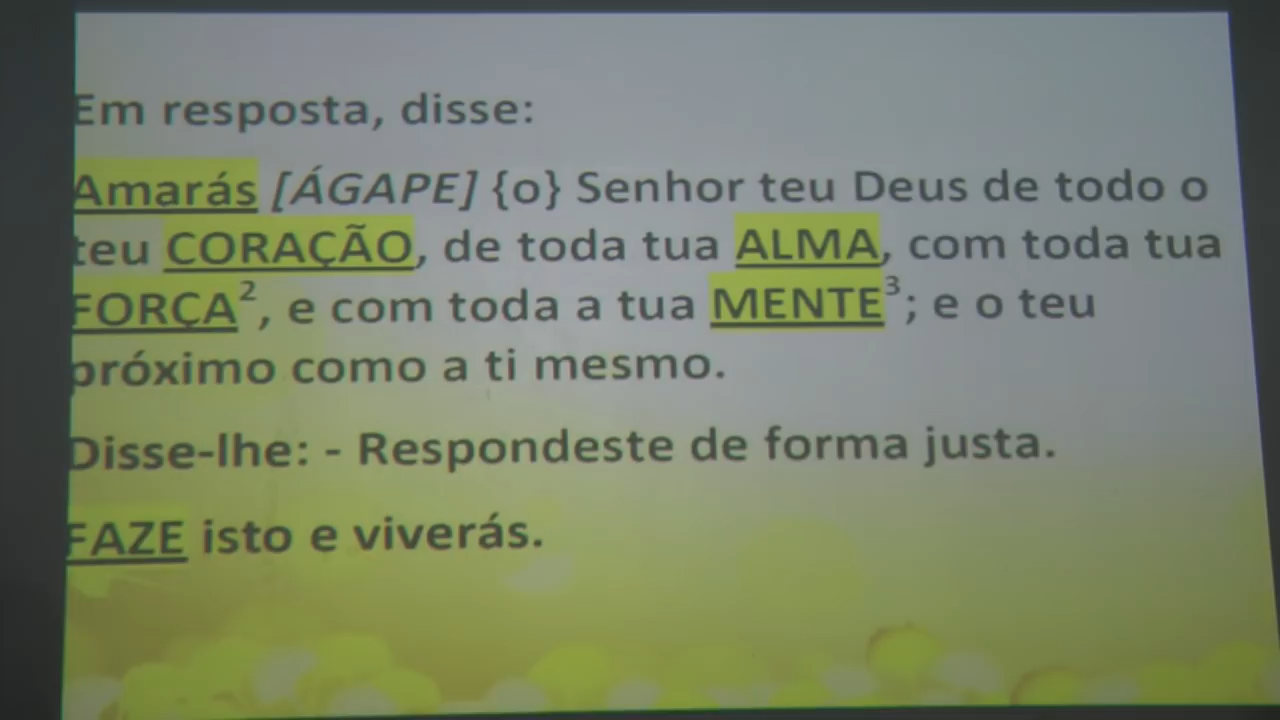 Em resposta, disse:
Amarás [ÁGAPE] {o} Senhor teu Deus de todo o
teu CORAÇÃO, de toda tua ALMA, com toda tua
FORÇA², e com toda a tua MENTE³; e o teu
próximo como a ti mesmo.
Disse-lhe: - Respondeste de forma justa.
FAZE isto e viverás.